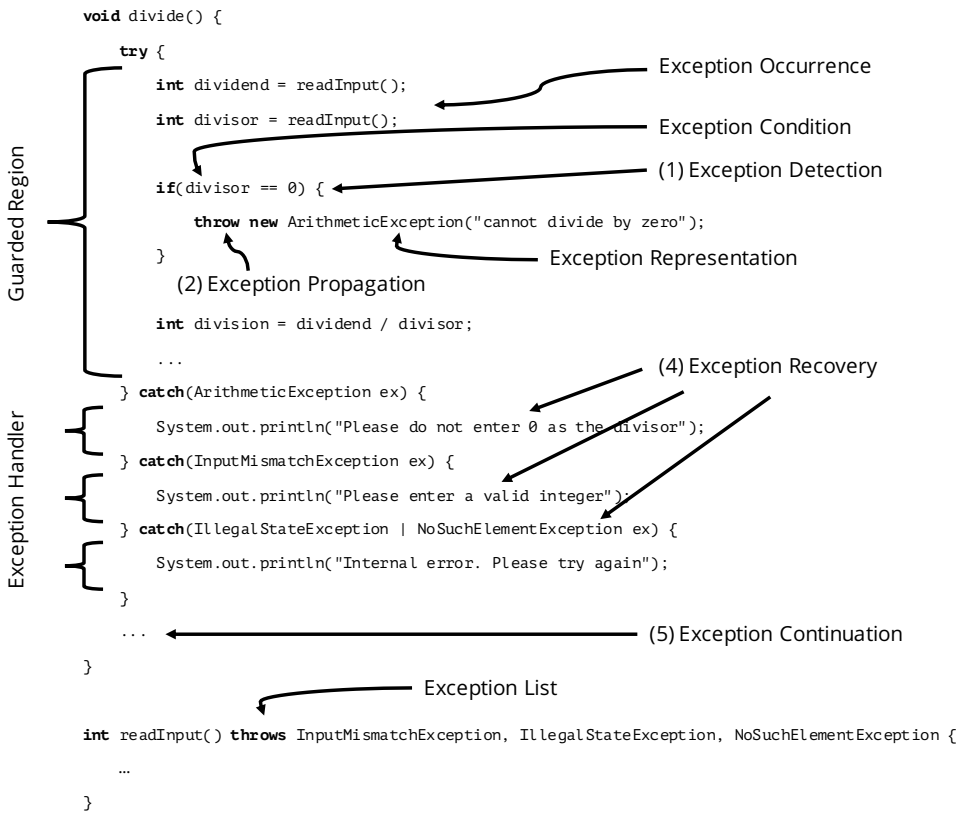 void divide() {
try {
int dividend = readInput();
Exception Occurrence
int divisor = readInput();
Exception Condition
(1) Exception Detection
if(divisor == 0) {
throw new ArithmeticException("cannot divide by zero");
}
Exception Representation
(2) Exception Propagation
Guarded Region
int division = dividend / divisor;
...
(4) Exception Recovery
} catch(ArithmeticException ex) {
System.out.println("Please do not enter 0 as the divisor");
} catch(InputMismatchException ex) {
System.out.println("Please enter a valid integer");
} catch(IllegalStateException | NoSuchElementException ex) {
System.out.println("Internal error. Please try again");
}
Exception Handler
...
(5) Exception Continuation
}
Exception List
int readInput() throws InputMismatchException, IllegalStateException, NoSuchElementException {
…
}